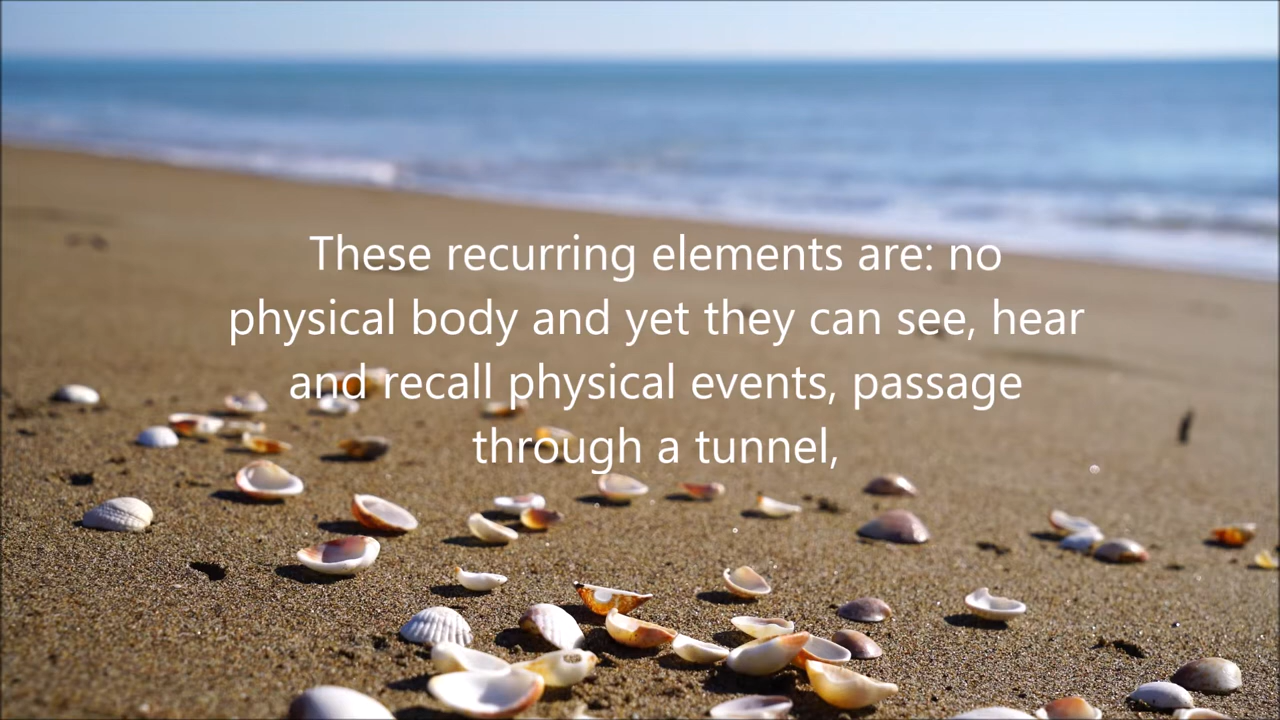 These recurring elements are: no
physical body and yet they can see, hear
and recall physical events, passage
through a tunnel,